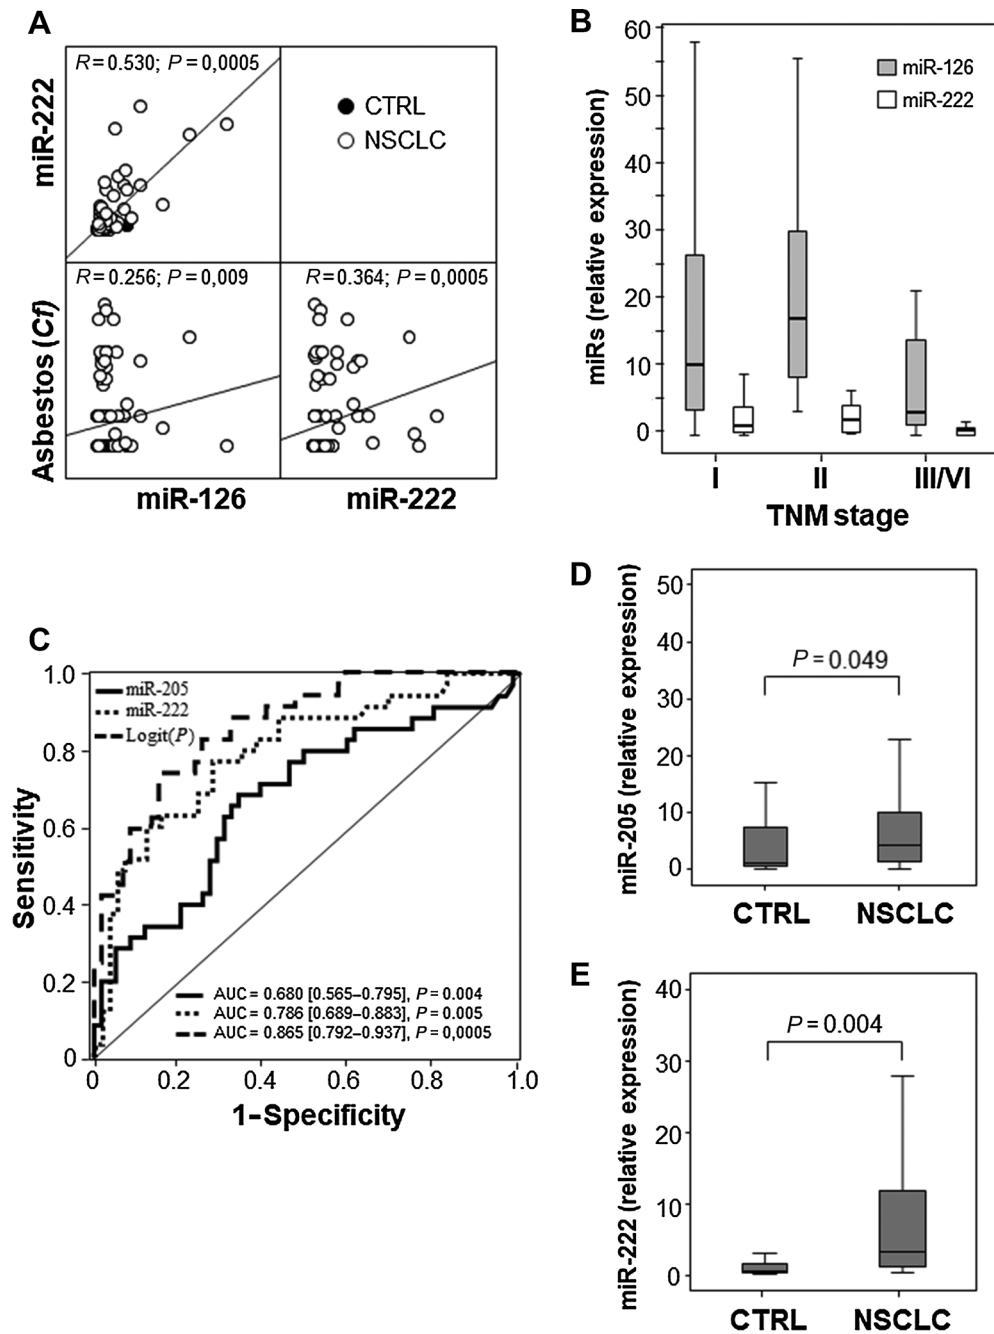 A
R=0.530; P=0,0005
miR-222
CTRL
NSCLC
R=0.256; P=0,009
R=0.364; P=0,0005
Asbestos (Cf)
miR-126
miR-222
B
60
50
40
30
20
10
0
miRs (relative expression)
miR-126
miR-222
I
II
III/VI
TNM stage
C
1.0
0.8
0.6
0.4
0.2
0
Sensitivity
miR-205
miR-222
Logit(P)
AUC= 0.680 [0.565–0.795], P=0.004
AUC= 0.786 [0.689–0.883], P=0.005
AUC= 0.865 [0.792–0.937], P=0,0005
0
0.2
0.4
0.6
0.8
1.0
1–Specificity
D
50
40
30
20
10
0
miR-205 (relative expression)
P=0.049
CTRL
NSCLC
E
40
30
20
10
0
miR-222 (relative expression)
P=0.004
CTRL
NSCLC